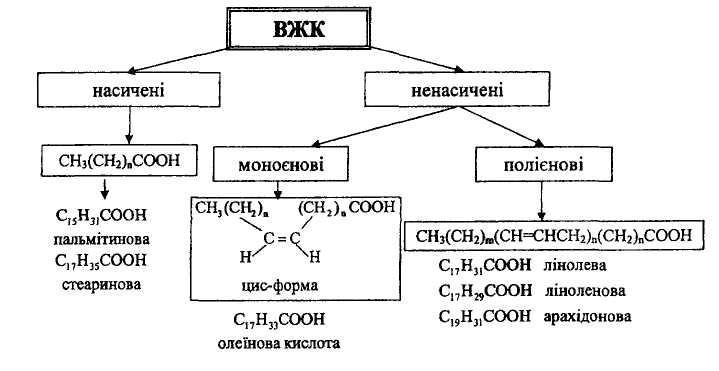 ВЖК
насичені
ненасичені
CH₃(CH₂)ₙCOOH
моноєнові
полієнові
C₁₅H₃₁COOH
пальмітинова
C₁₇H₃₅COOH
стеаринова
CH₃(CH₂)ₙ (CH₂)ₙCOOH
C=C
H H
цис-форма
C₁₇H₃₃COOH
олеїнова кислота
CH₃(CH₂)ₘ(CH=CHCH₂)ₙ(CH₂)ₙCOOH
C₁₇H₃₁COOH лінолева
C₁₇H₂₉COOH ліноленова
C₁₉H₃₁COOH арахідонова